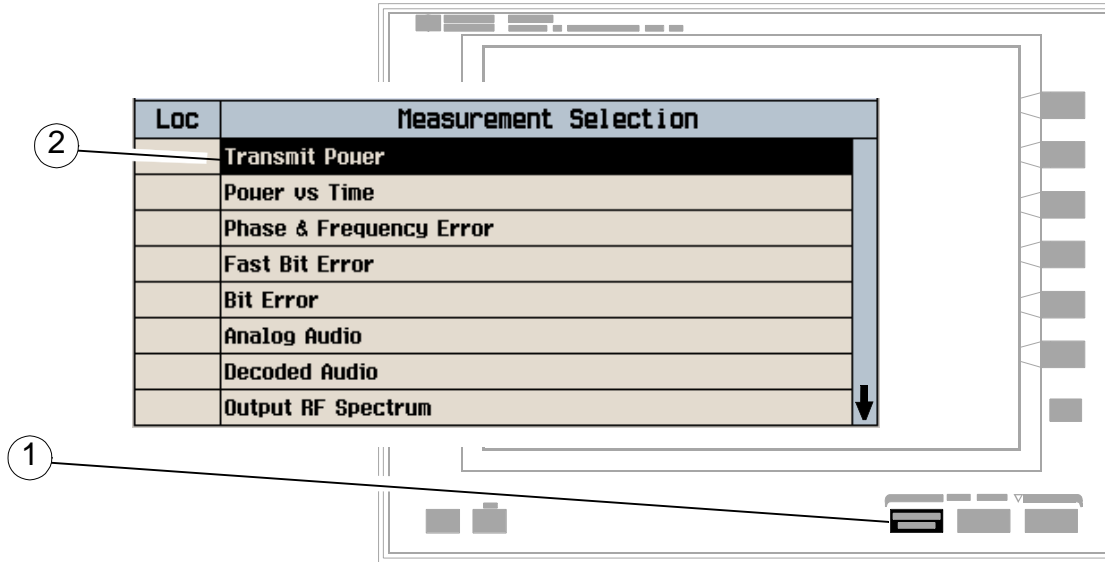 Loc Measurement Selection
2
Transmit Power
Power vs Time
Phase & Frequency Error
Fast Bit Error
Bit Error
Analog Audio
Decoded Audio
Output RF Spectrum
1